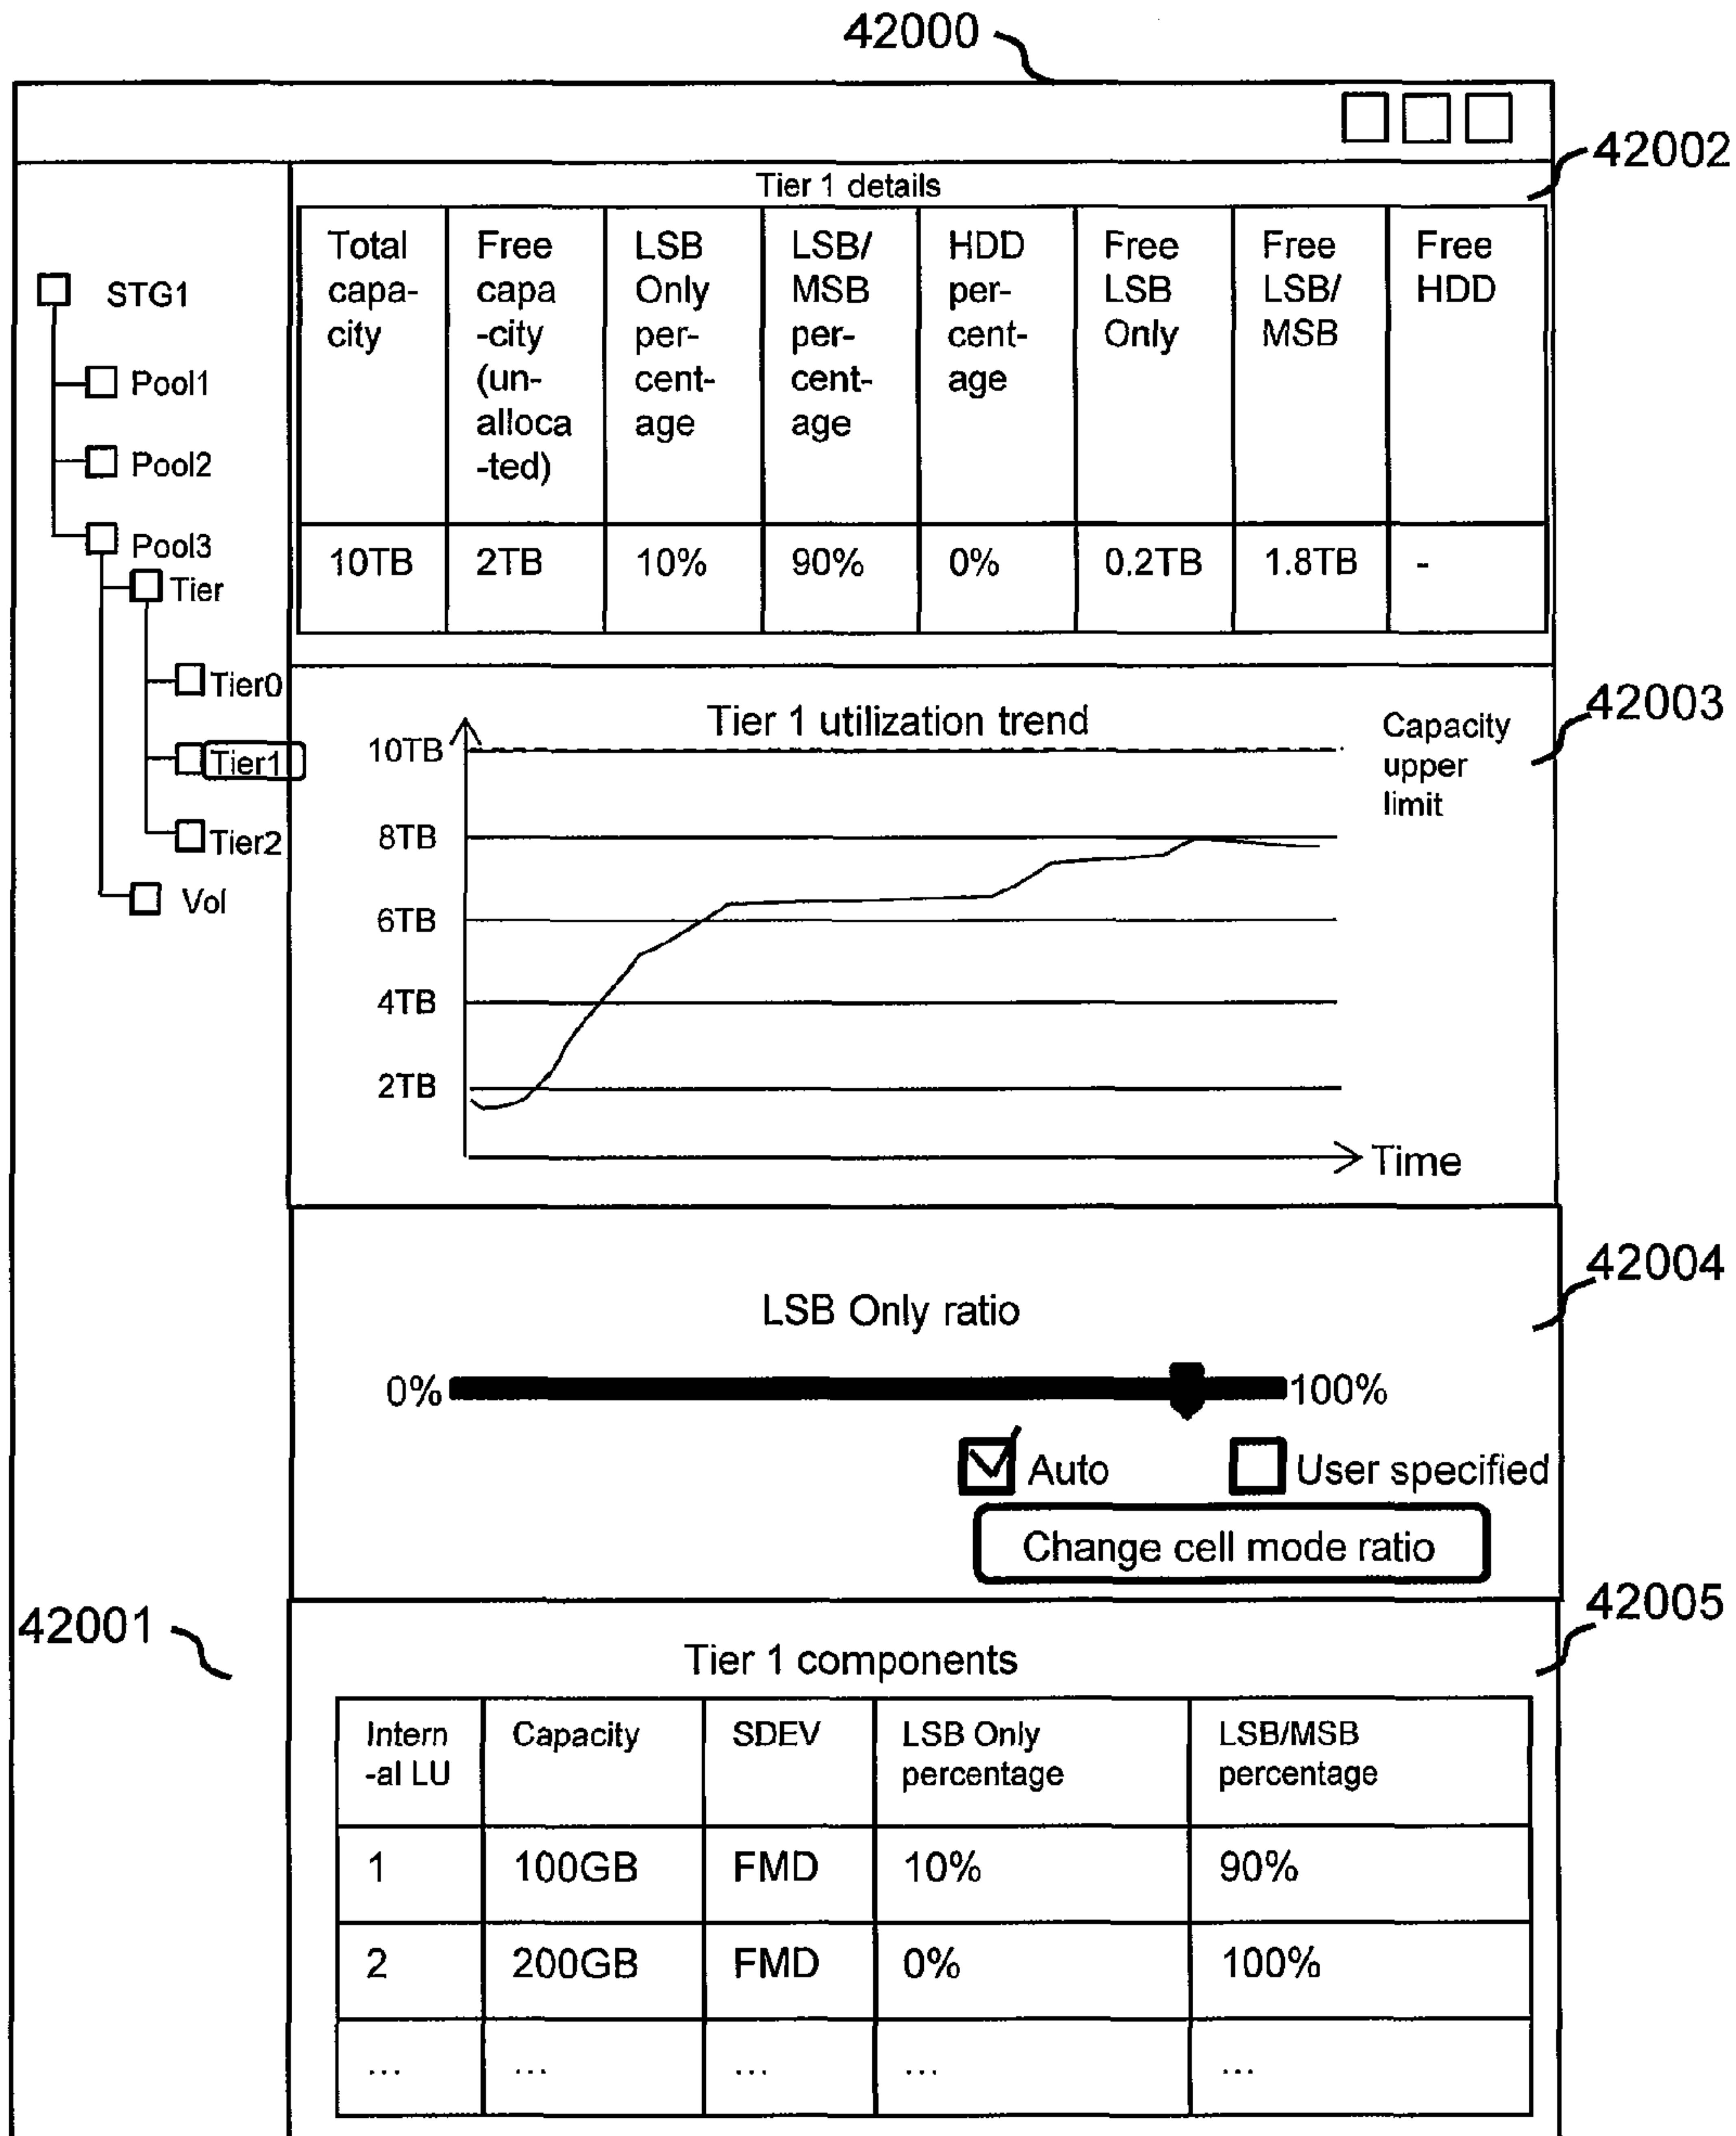 42000
42002
STG1
Pool1
Pool2
Pool3
Tier
Tier0
Tier1
Tier2
Vol
42001
Tier 1 details
Total capa- city
Free capa -city (un- alloca -ted)
LSB Only per- cent- age
LSB/ MSB per- cent- age
HDD per- cent- age
Free LSB Only
Free LSB/ MSB
Free HDD
10TB 2TB 10% 90% 0% 0.2TB 1.8TB -
42003
Tier 1 utilization trend
Capacity
upper
limit
10TB
8TB
6TB
4TB
2TB
Time
42004
LSB Only ratio
0% 100%
Auto User specified
Change cell mode ratio
42005
Tier 1 components
Intern -al LU
Capacity
SDEV
LSB Only percentage
LSB/MSB percentage
1 100GB FMD 10% 90%
2 200GB FMD 0% 100%
... ... ... ... ...